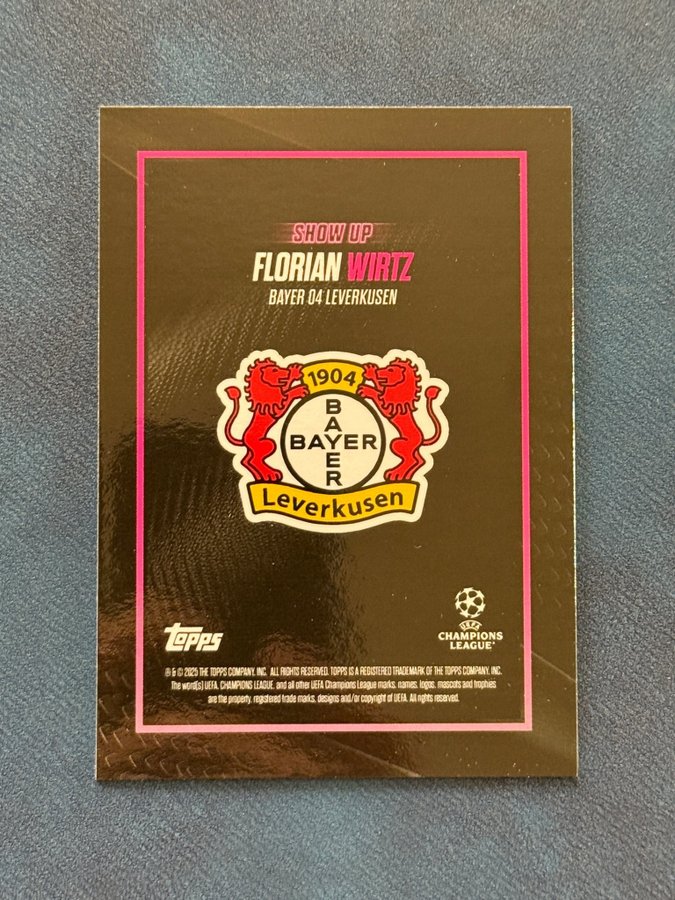 SHOW UP
FLORIAN WIRTZ
BAYER 04 LEVERKUSEN
1904
BAYER
BAYER
Leverkusen
topps
UEFA
CHAMPIONS
LEAGUE
® & © 2025 THE TOPPS COMPANY, INC. ALL RIGHTS RESERVED. TOPPS IS A REGISTERED TRADEMARK OF THE TOPPS COMPANY, INC.
The word(s) UEFA, CHAMPIONS LEAGUE, and all other UEFA Champions League marks, names, logos, mascots and trophies
are the property, registered trade marks, designs and/or copyright of UEFA. All rights reserved.